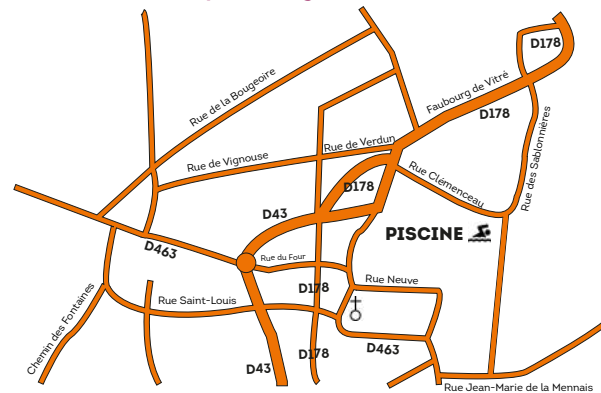 D178
Faubourg de Vitré
D178
Rue de la Bougeoire
Rue des Sablonnières
Rue de Verdun
Rue de Vignouse
Rue Clémenceau
D178
D43
PISCINE
D463
Rue du Four
Rue Neuve
D178
Rue Saint-Louis
Chemin des Fontaines
D463
D178
D43
Rue Jean-Marie de la Mennais